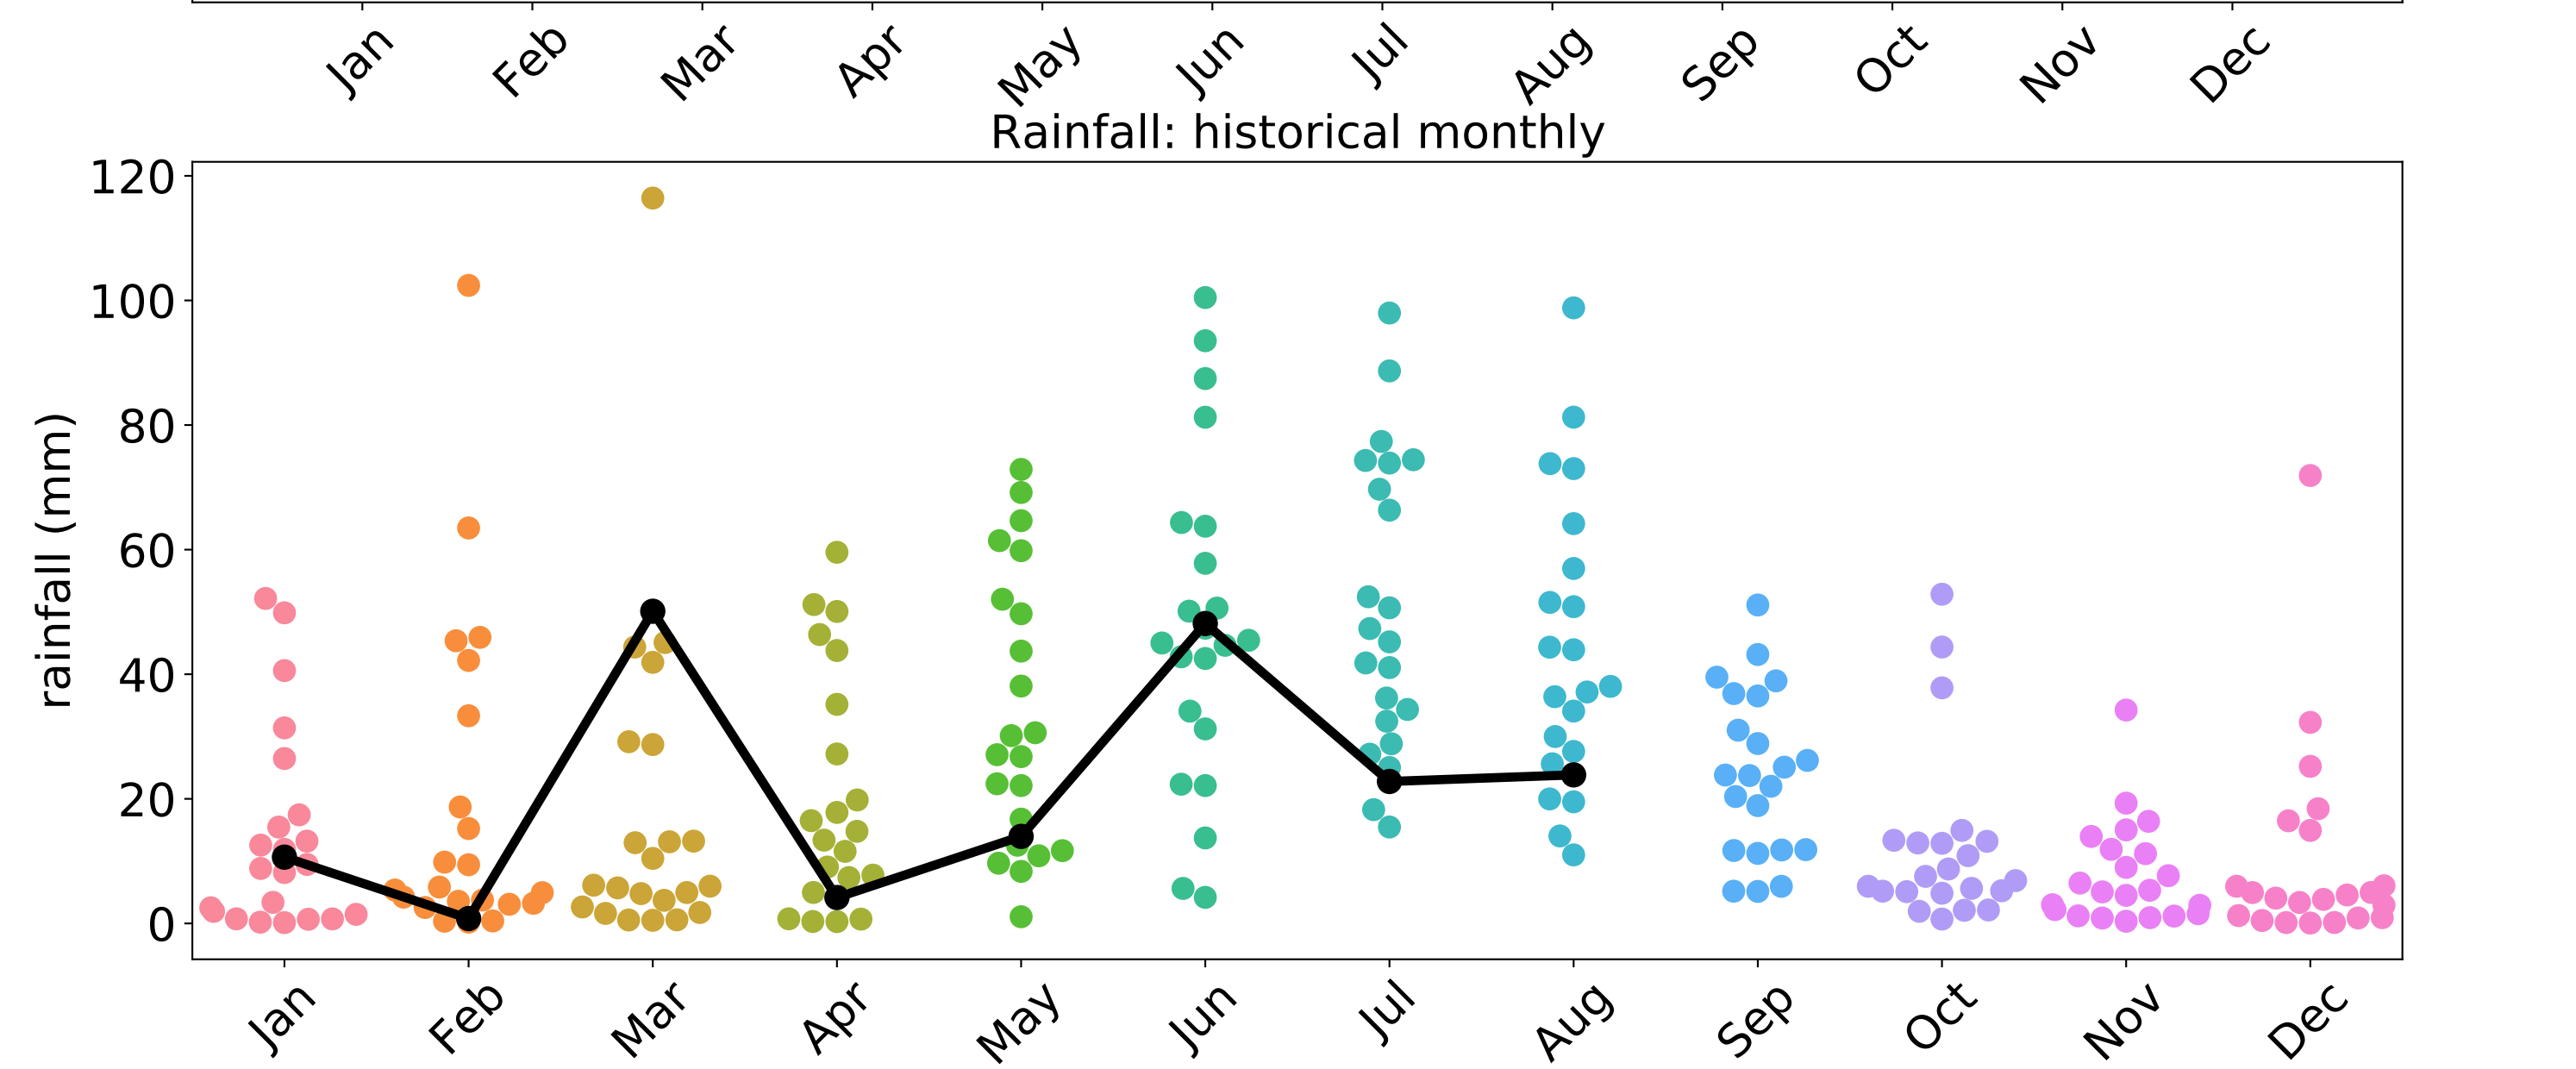 Jan Feb Mar Apr May Jun Jul Aug Sep Oct Nov Dec
Rainfall: historical monthly
120
100
80
60
40
20
0
rainfall (mm)
Jan Feb Mar Apr May Jun Jul Aug Sep Oct Nov Dec